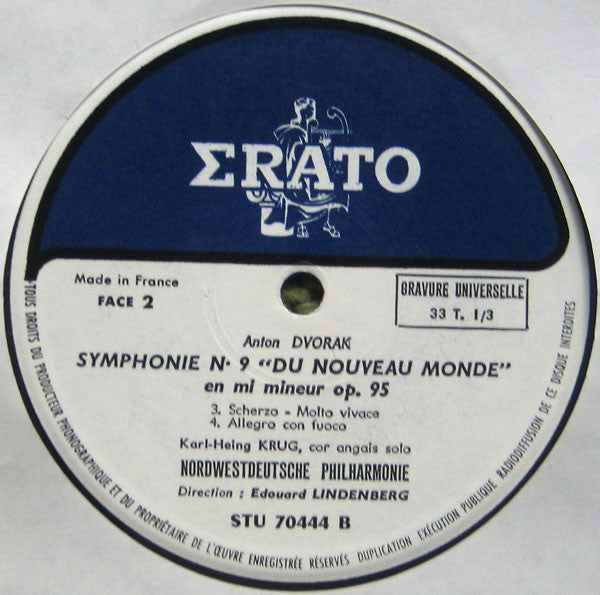 ΣRATO
Made in France
FACE 2
GRAVURE UNIVERSELLE
33 T. 1/3
Anton DVORAK
SYMPHONIE N° 9 "DU NOUVEAU MONDE"
en mi mineur op. 95
3. Scherzo - Molto vivace
4. Allegro con fuoco
Karl-Heing KRUG, cor angais solo
NORDWESTDEUTSCHE PHILHARMONIE
Direction : Edouard LINDENBERG
STU 70444 B
TOUS DROITS DU PRODUCTEUR PHONOGRAPHIQUE ET DU PROPRIÉTAIRE DE L'ŒUVRE ENREGISTRÉE RÉSERVÉS DUPLICATION EXÉCUTION PUBLIQUE RADIODIFFUSION DE CE DISQUE INTERDITES